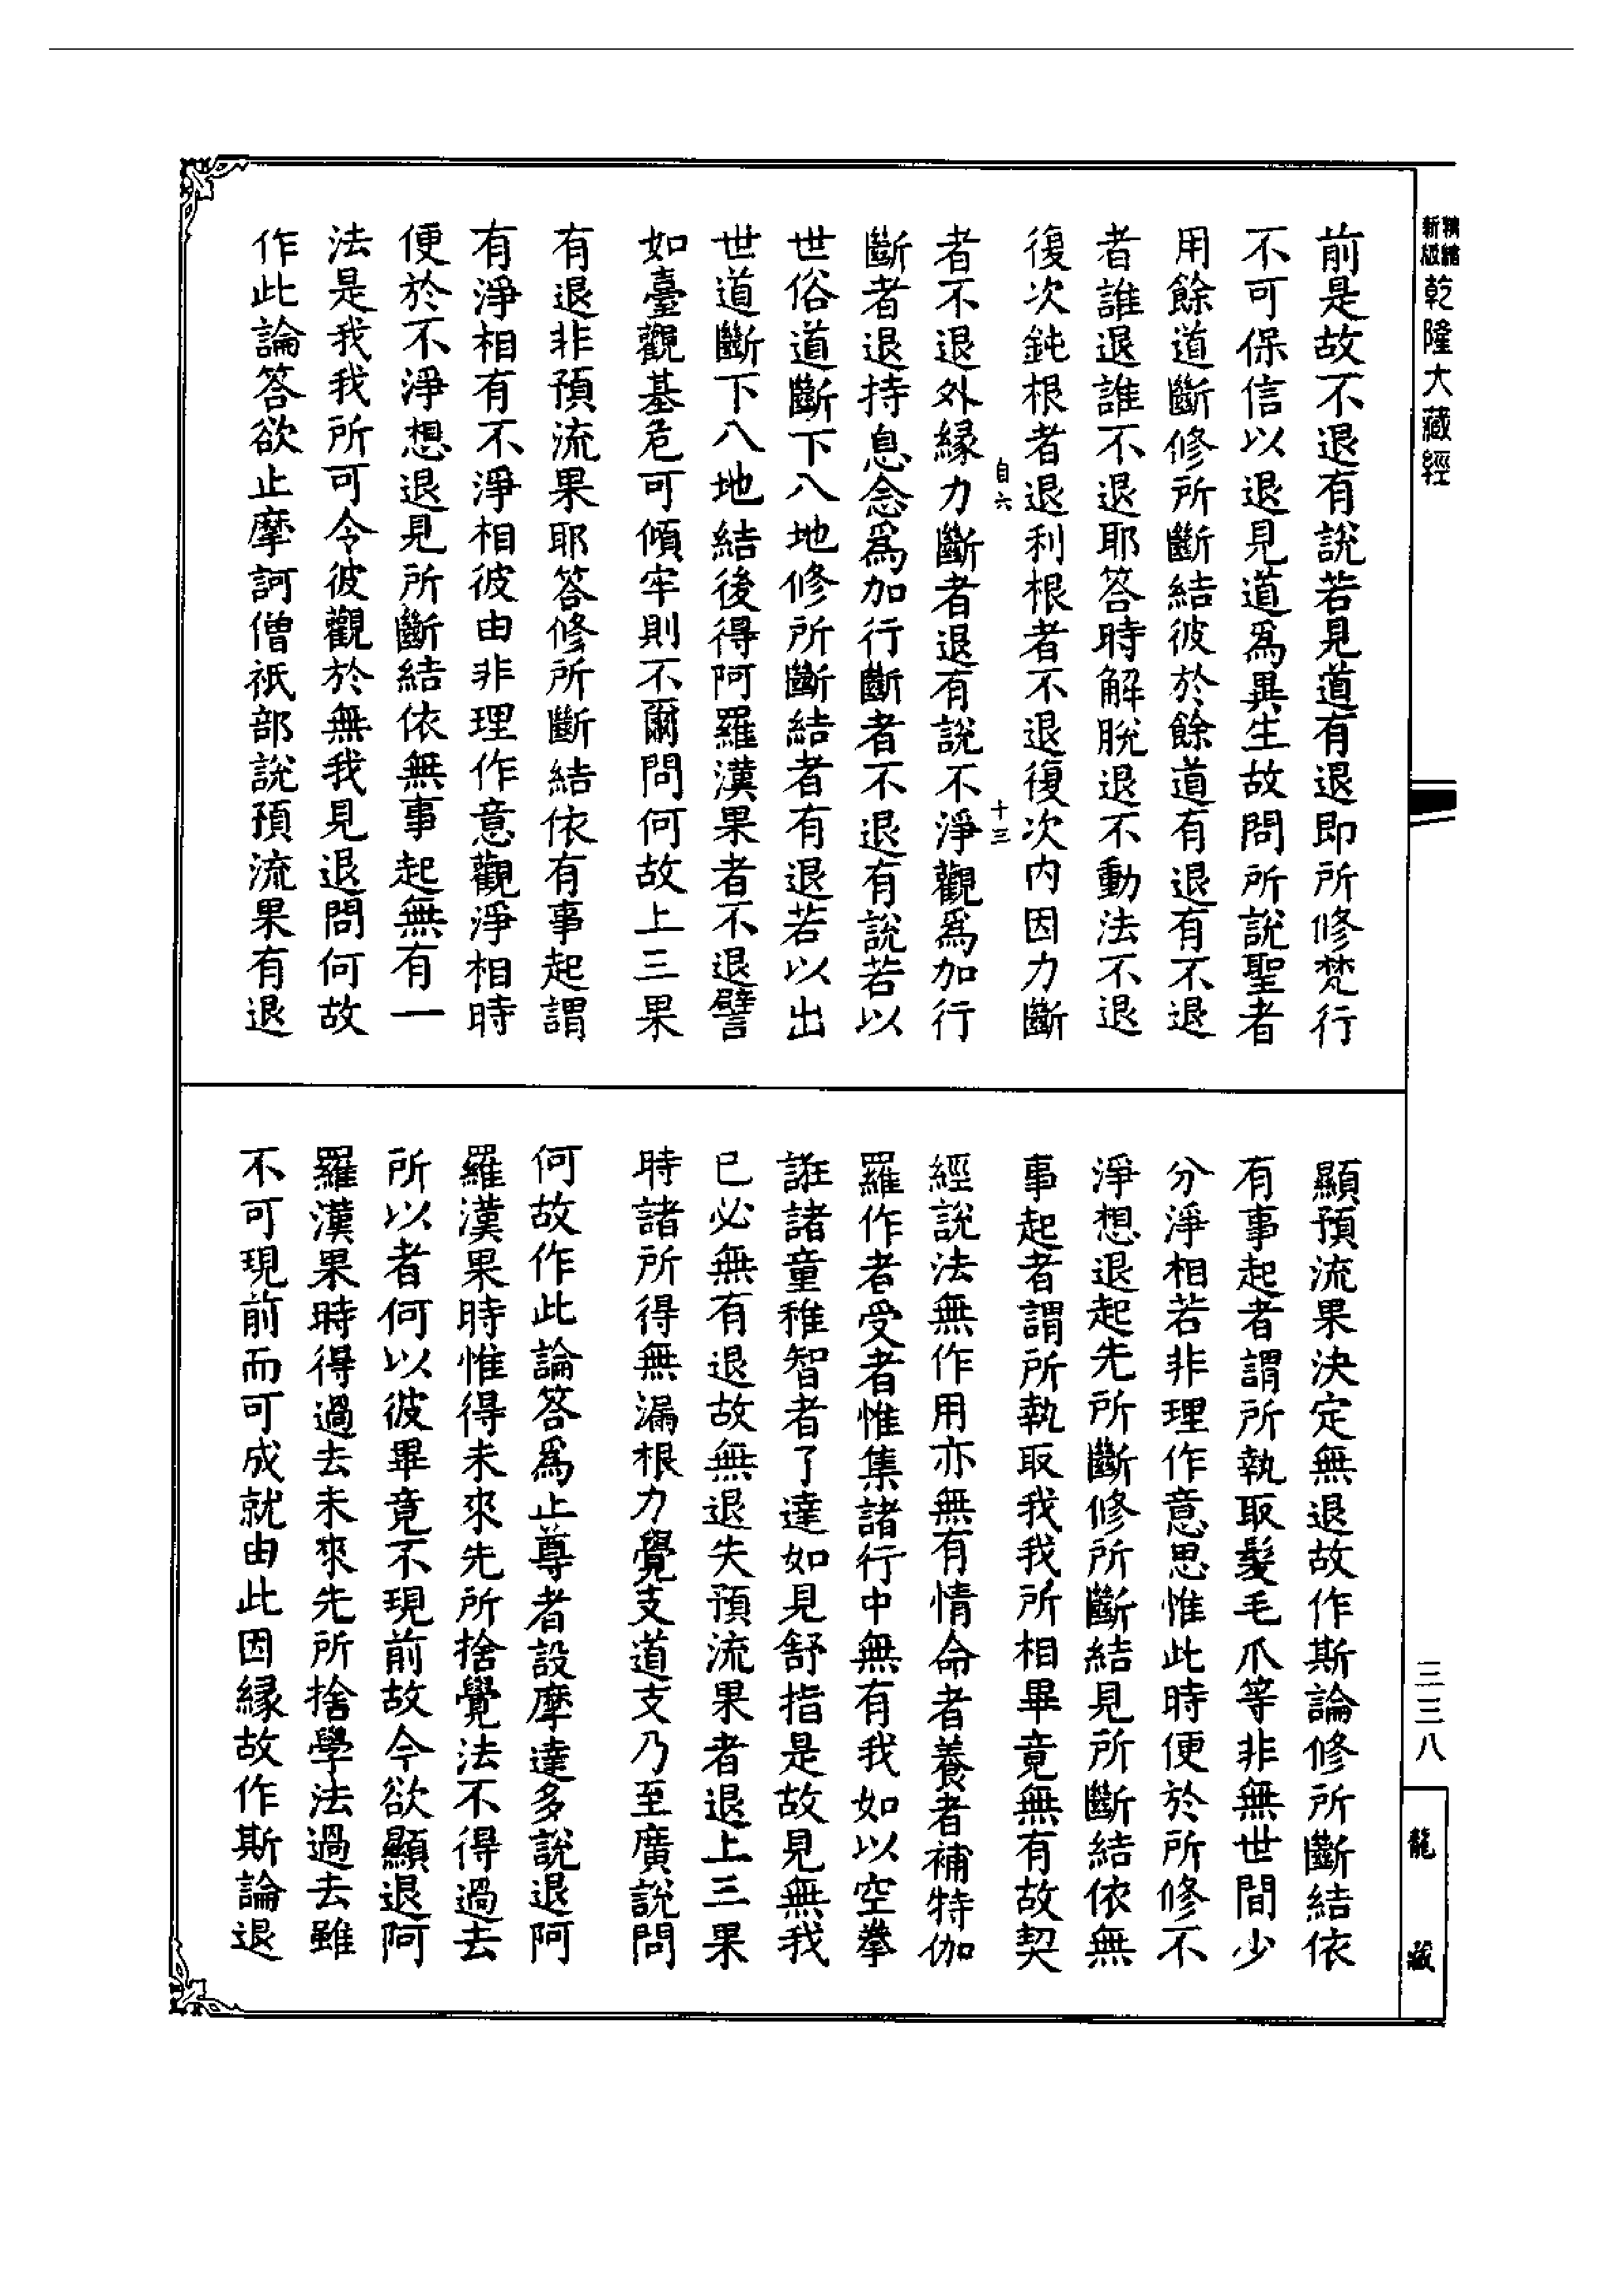 精緒新版乾隆大藏經
前是故不退有說若見道有退即所修梵行
不可保信以退見道爲異生故問所說聖者
用餘道斷修所斷結彼於餘道有退有不退
者誰退誰不退耶答時解脫退不動法不退
復次鈍根者退利根者不退復次內因力斷
自六 十三
者不退外緣力斷者退有說不淨觀爲加行
斷者退持息念爲加行斷者不退有說若以
世俗道斷下八地修所斷結者有退若以出
世道斷下八地結後得阿羅漢果者不退譬
如臺觀基危可傾牢則不爾問何故上三果
有退非預流果耶答修所斷結依有事起謂
有淨相有不淨相彼由非理作意觀淨相時
便於不淨想退見所斷結依無事起無有一
法是我我所可令彼觀於無我見退問何故
作此論答欲止摩訶僧祇部說預流果有退
顯預流果決定無退故作斯論修所斷結依
有事起者謂所執取髮毛爪等非無世間少
分淨相若非理作意思惟此時便於所修不
淨想退起先所斷修所斷結見所斷結依無
事起者謂所執取我我所相畢竟無有故契
經說法無作用亦無有情命者養者補特伽
羅作者受者惟集諸行中無有我如以空拳
誑諸童稚智者了達如見舒指是故見無我
已必無有退故無退失預流果者退上三果
時諸所得無漏根力覺支道支乃至廣說問
何故作此論答爲止尊者設摩達多說退阿
羅漢果時惟得未來先所捨覺法不得過去
所以者何以彼畢竟不現前故今欲顯退阿
羅漢果時得過去未來先所捨學法過去雖
不可現前而可成就由此因緣故作斯論退
三三八
龍藏